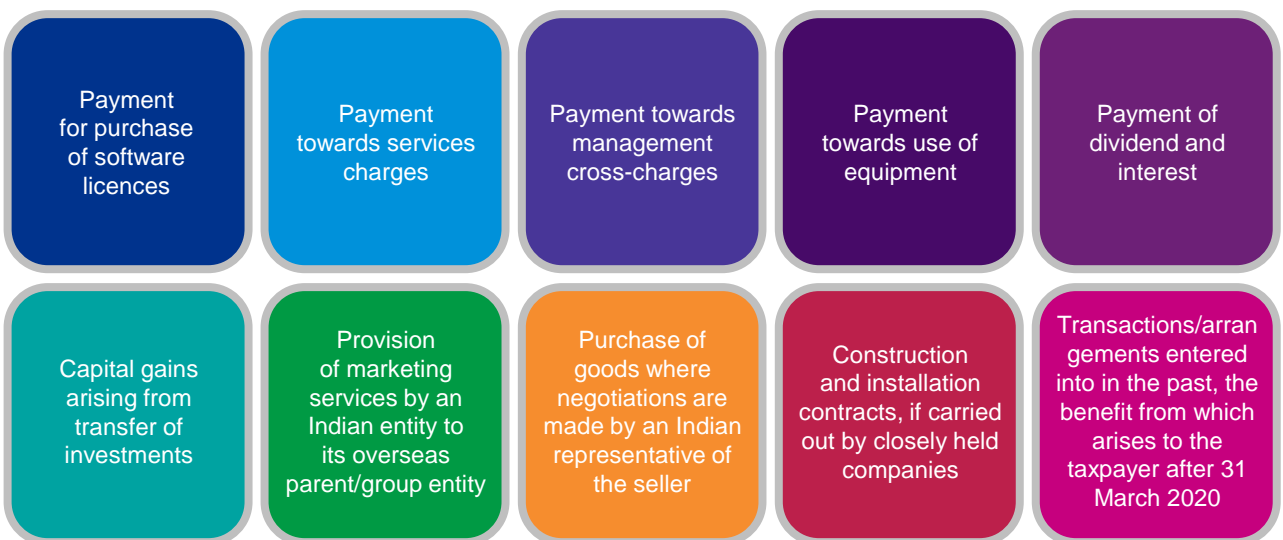 Payment
for purchase
of software
licences
Payment
towards services
charges
Payment towards
management
cross-charges
Payment
towards use of
equipment
Payment of
dividend and
interest
Capital gains
arising from
transfer of
investments
Provision
of marketing
services by an
Indian entity to
its overseas
parent/group entity
Purchase of
goods where
negotiations are
made by an Indian
representative of
the seller
Construction
and installation
contracts, if carried
out by closely held
companies
Transactions/arran
gements entered
into in the past, the
benefit from which
arises to the
taxpayer after 31
March 2020